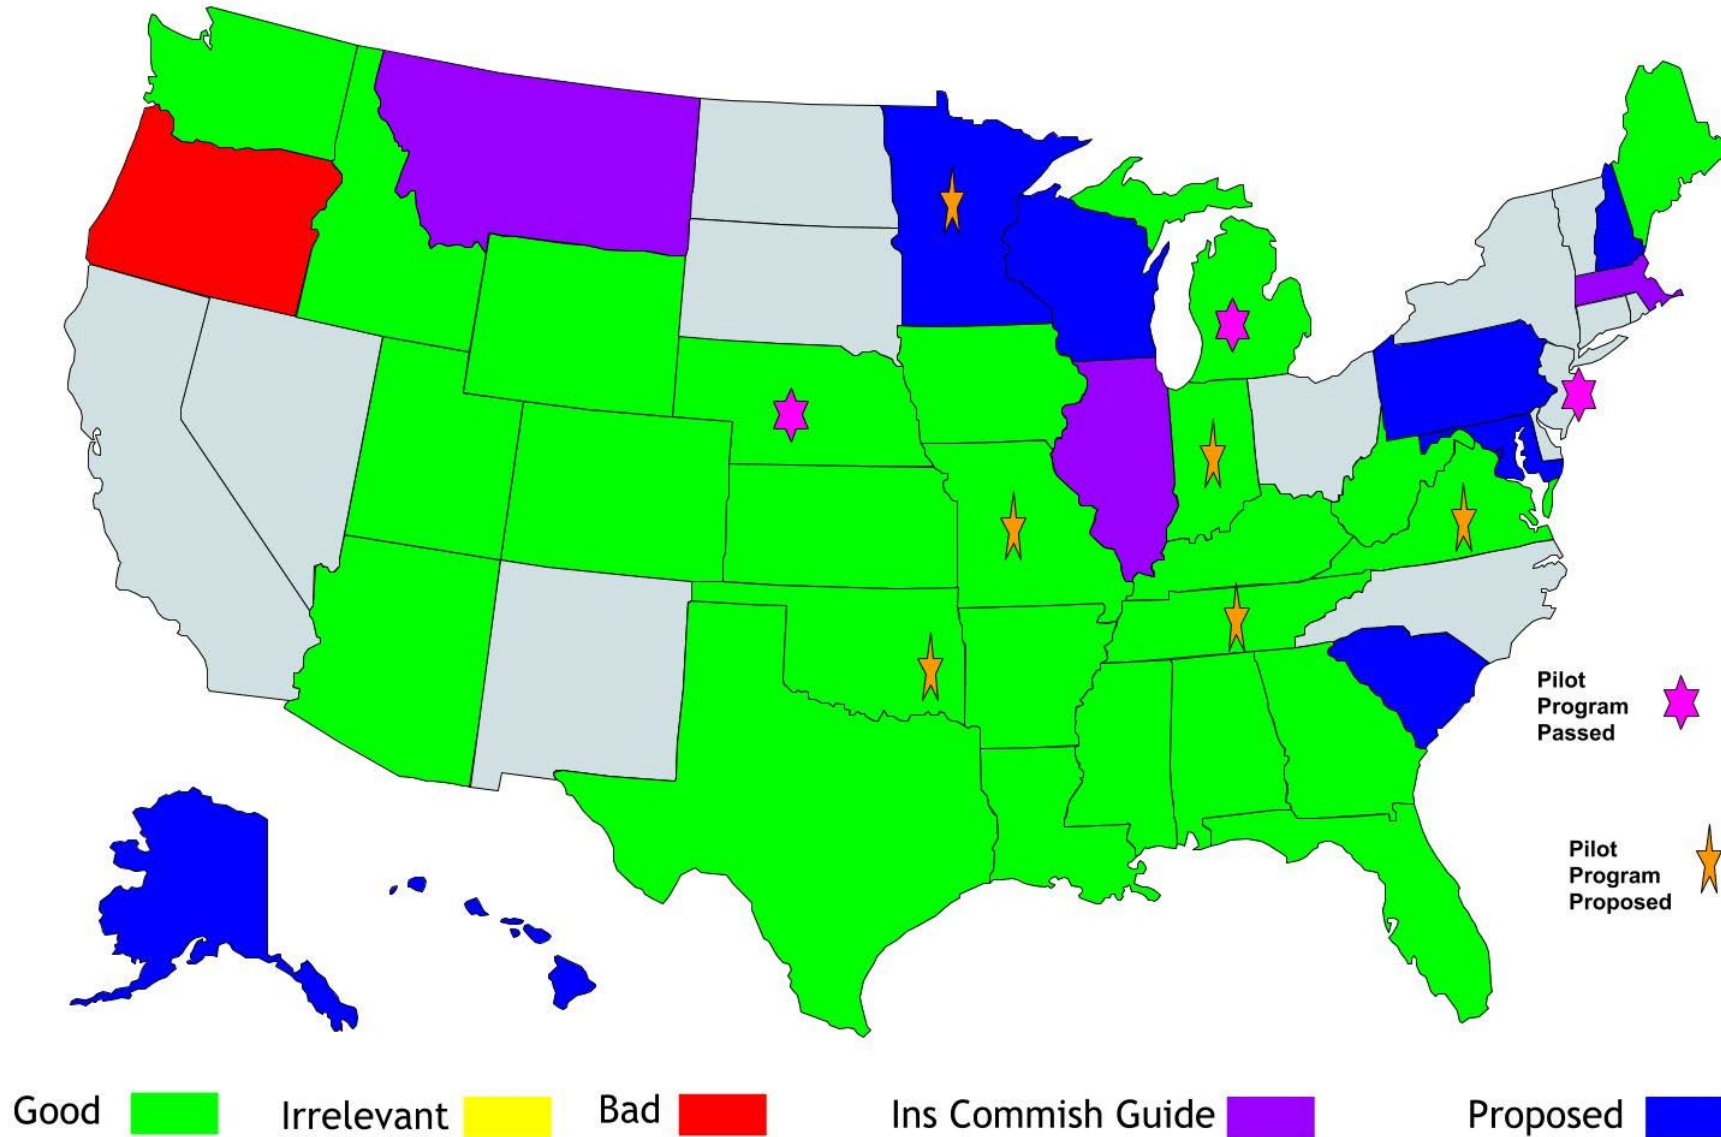 Pilot
Program
Passed
Pilot
Program
Proposed
Good
Irrelevant
Bad
Ins Commish Guide
Proposed